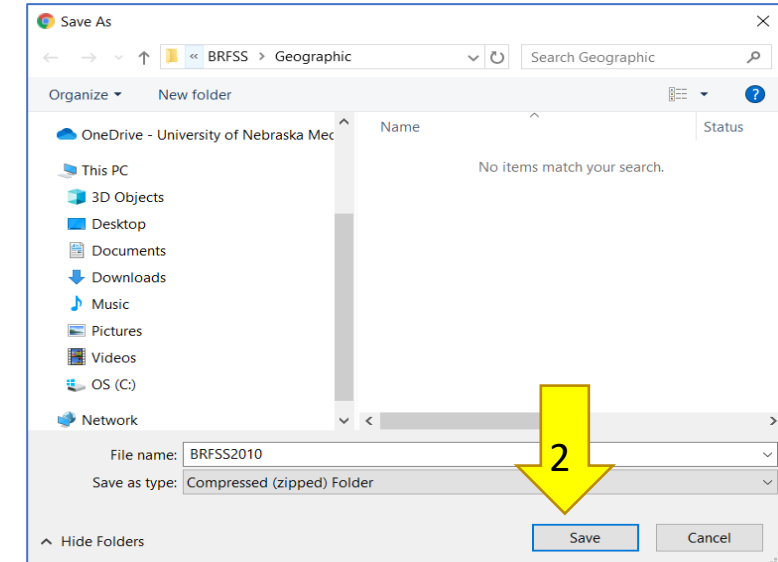 Save As
« BRFSS > Geographic
Search Geographic
Organize
New folder
OneDrive - University of Nebraska Med
Name
Status
This PC
No items match your search.
3D Objects
Desktop
Documents
Downloads
Music
Pictures
Videos
OS (C:)
Network
File name: BRFSS2010
Save as type: Compressed (zipped) Folder
2
Hide Folders
Save
Cancel